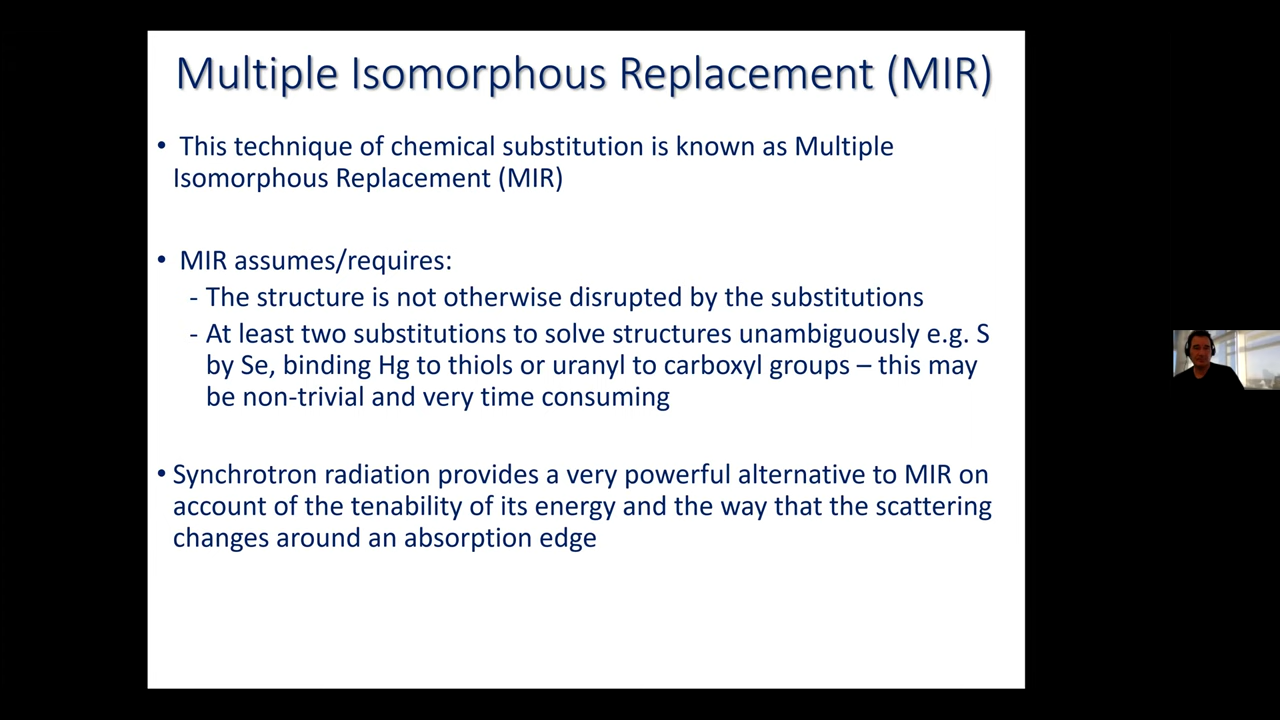 Multiple Isomorphous Replacement (MIR)
• This technique of chemical substitution is known as Multiple
Isomorphous Replacement (MIR)
• MIR assumes/requires:
- The structure is not otherwise disrupted by the substitutions
- At least two substitutions to solve structures unambiguously e.g. S
by Se, binding Hg to thiols or uranyl to carboxyl groups – this may
be non-trivial and very time consuming
• Synchrotron radiation provides a very powerful alternative to MIR on
account of the tenability of its energy and the way that the scattering
changes around an absorption edge